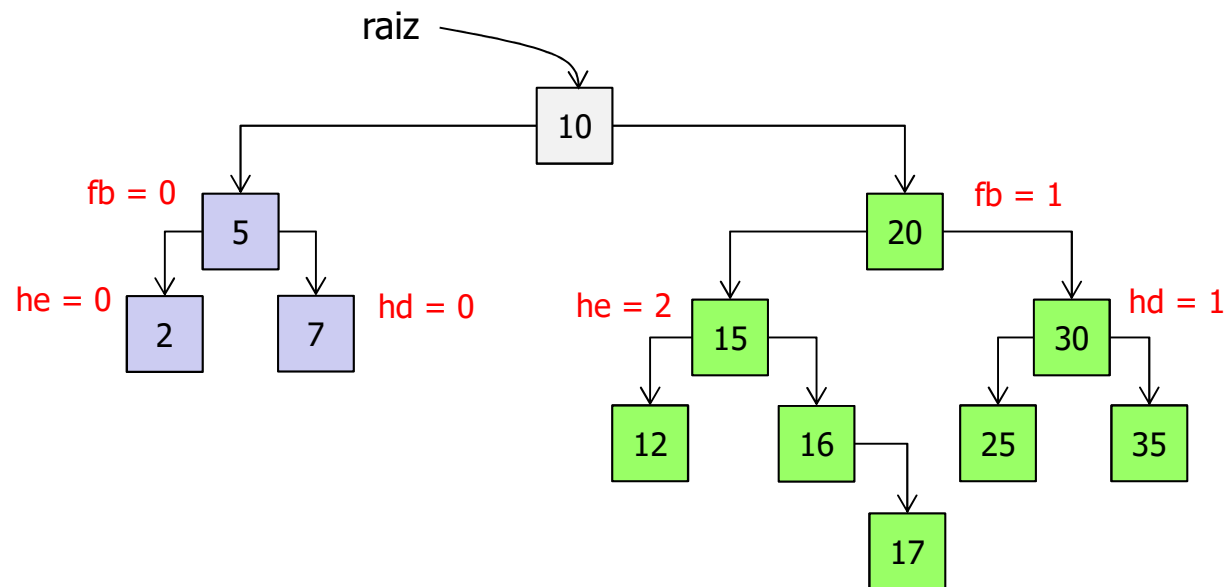 raiz
10
fb = 0
5
20
fb = 1
he = 0
2
7
hd = 0
he = 2
15
30
hd = 1
12
16
25
35
17